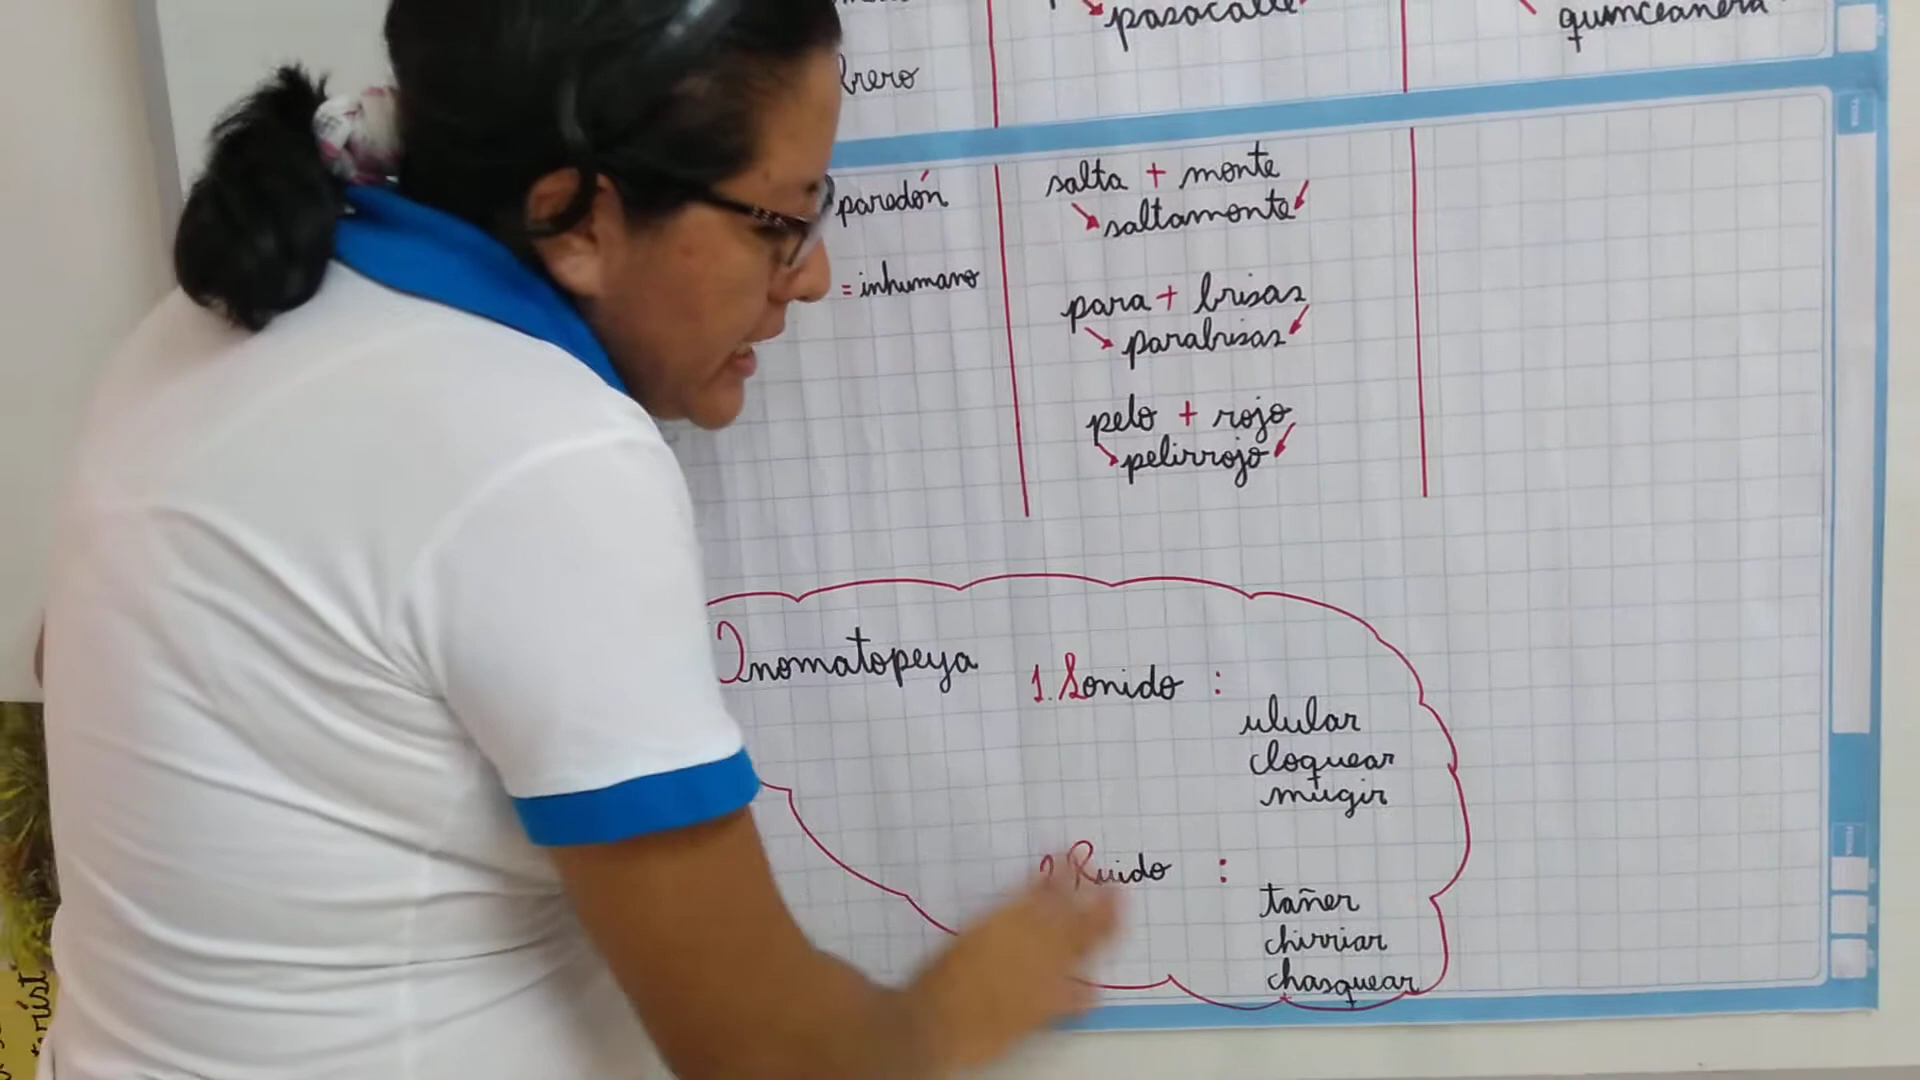 pasacalle
quinceañera
brero
paredón
= inhumano
salta + monte
saltamonte
para + brisas
parabrisas
pelo + rojo
pelirrojo
Onomatopeya
1. Sonido :
ulular
cloquear
mugir
2. Ruido :
tañer
chirriar
chasquear